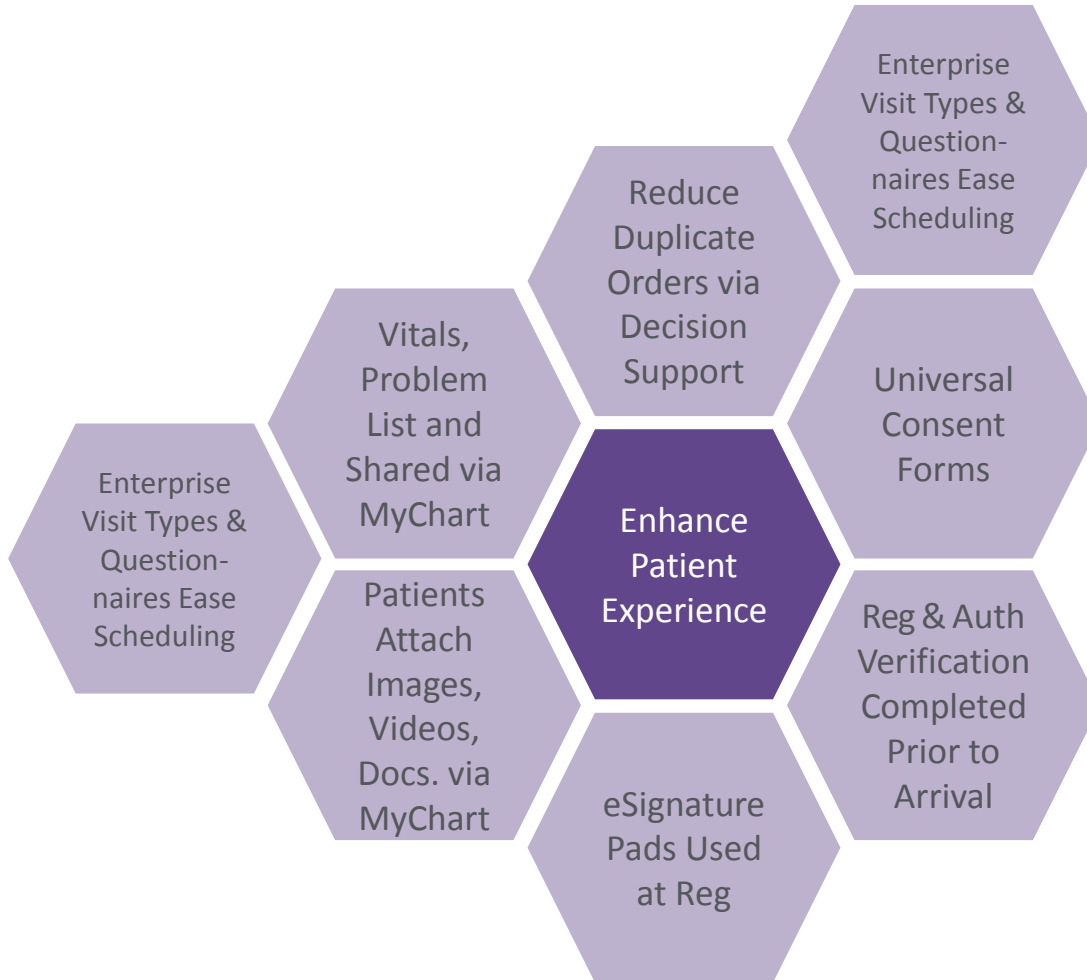 Enterprise
Visit Types &
Question-
naires Ease
Scheduling
Reduce
Duplicate
Orders via
Decision
Support
Vitals,
Problem
List and
Shared via
MyChart
Universal
Consent
Forms
Enterprise
Visit Types &
Question-
naires Ease
Scheduling
Enhance
Patient
Experience
Patients
Attach
Images,
Videos,
Docs. via
MyChart
Reg & Auth
Verification
Completed
Prior to
Arrival
eSignature
Pads Used
at Reg